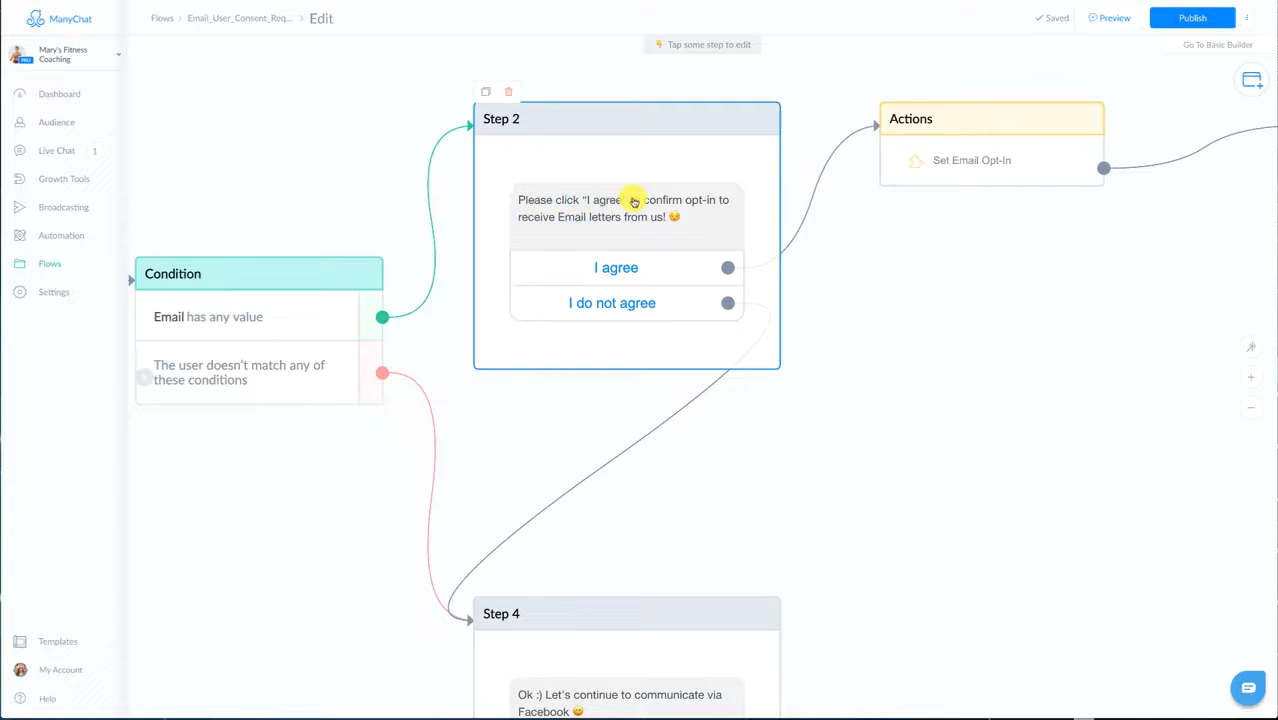 ManyChat
Flows > Email_User_Consent_Req... > Edit
Saved
Preview
Publish
Mary's Fitness
Coaching
PRO
Tap some step to edit
Go To Basic Builder
Dashboard
Audience
Live Chat 1
Growth Tools
Broadcasting
Automation
Flows
Settings
Templates
My Account
Help
Condition
Email has any value
The user doesn't match any of
these conditions
Step 2
Please click “I agree confirm opt-in to
receive Email letters from us! 😌
I agree
I do not agree
Actions
Set Email Opt-In
Step 4
Ok :) Let's continue to communicate via
Facebook 😀